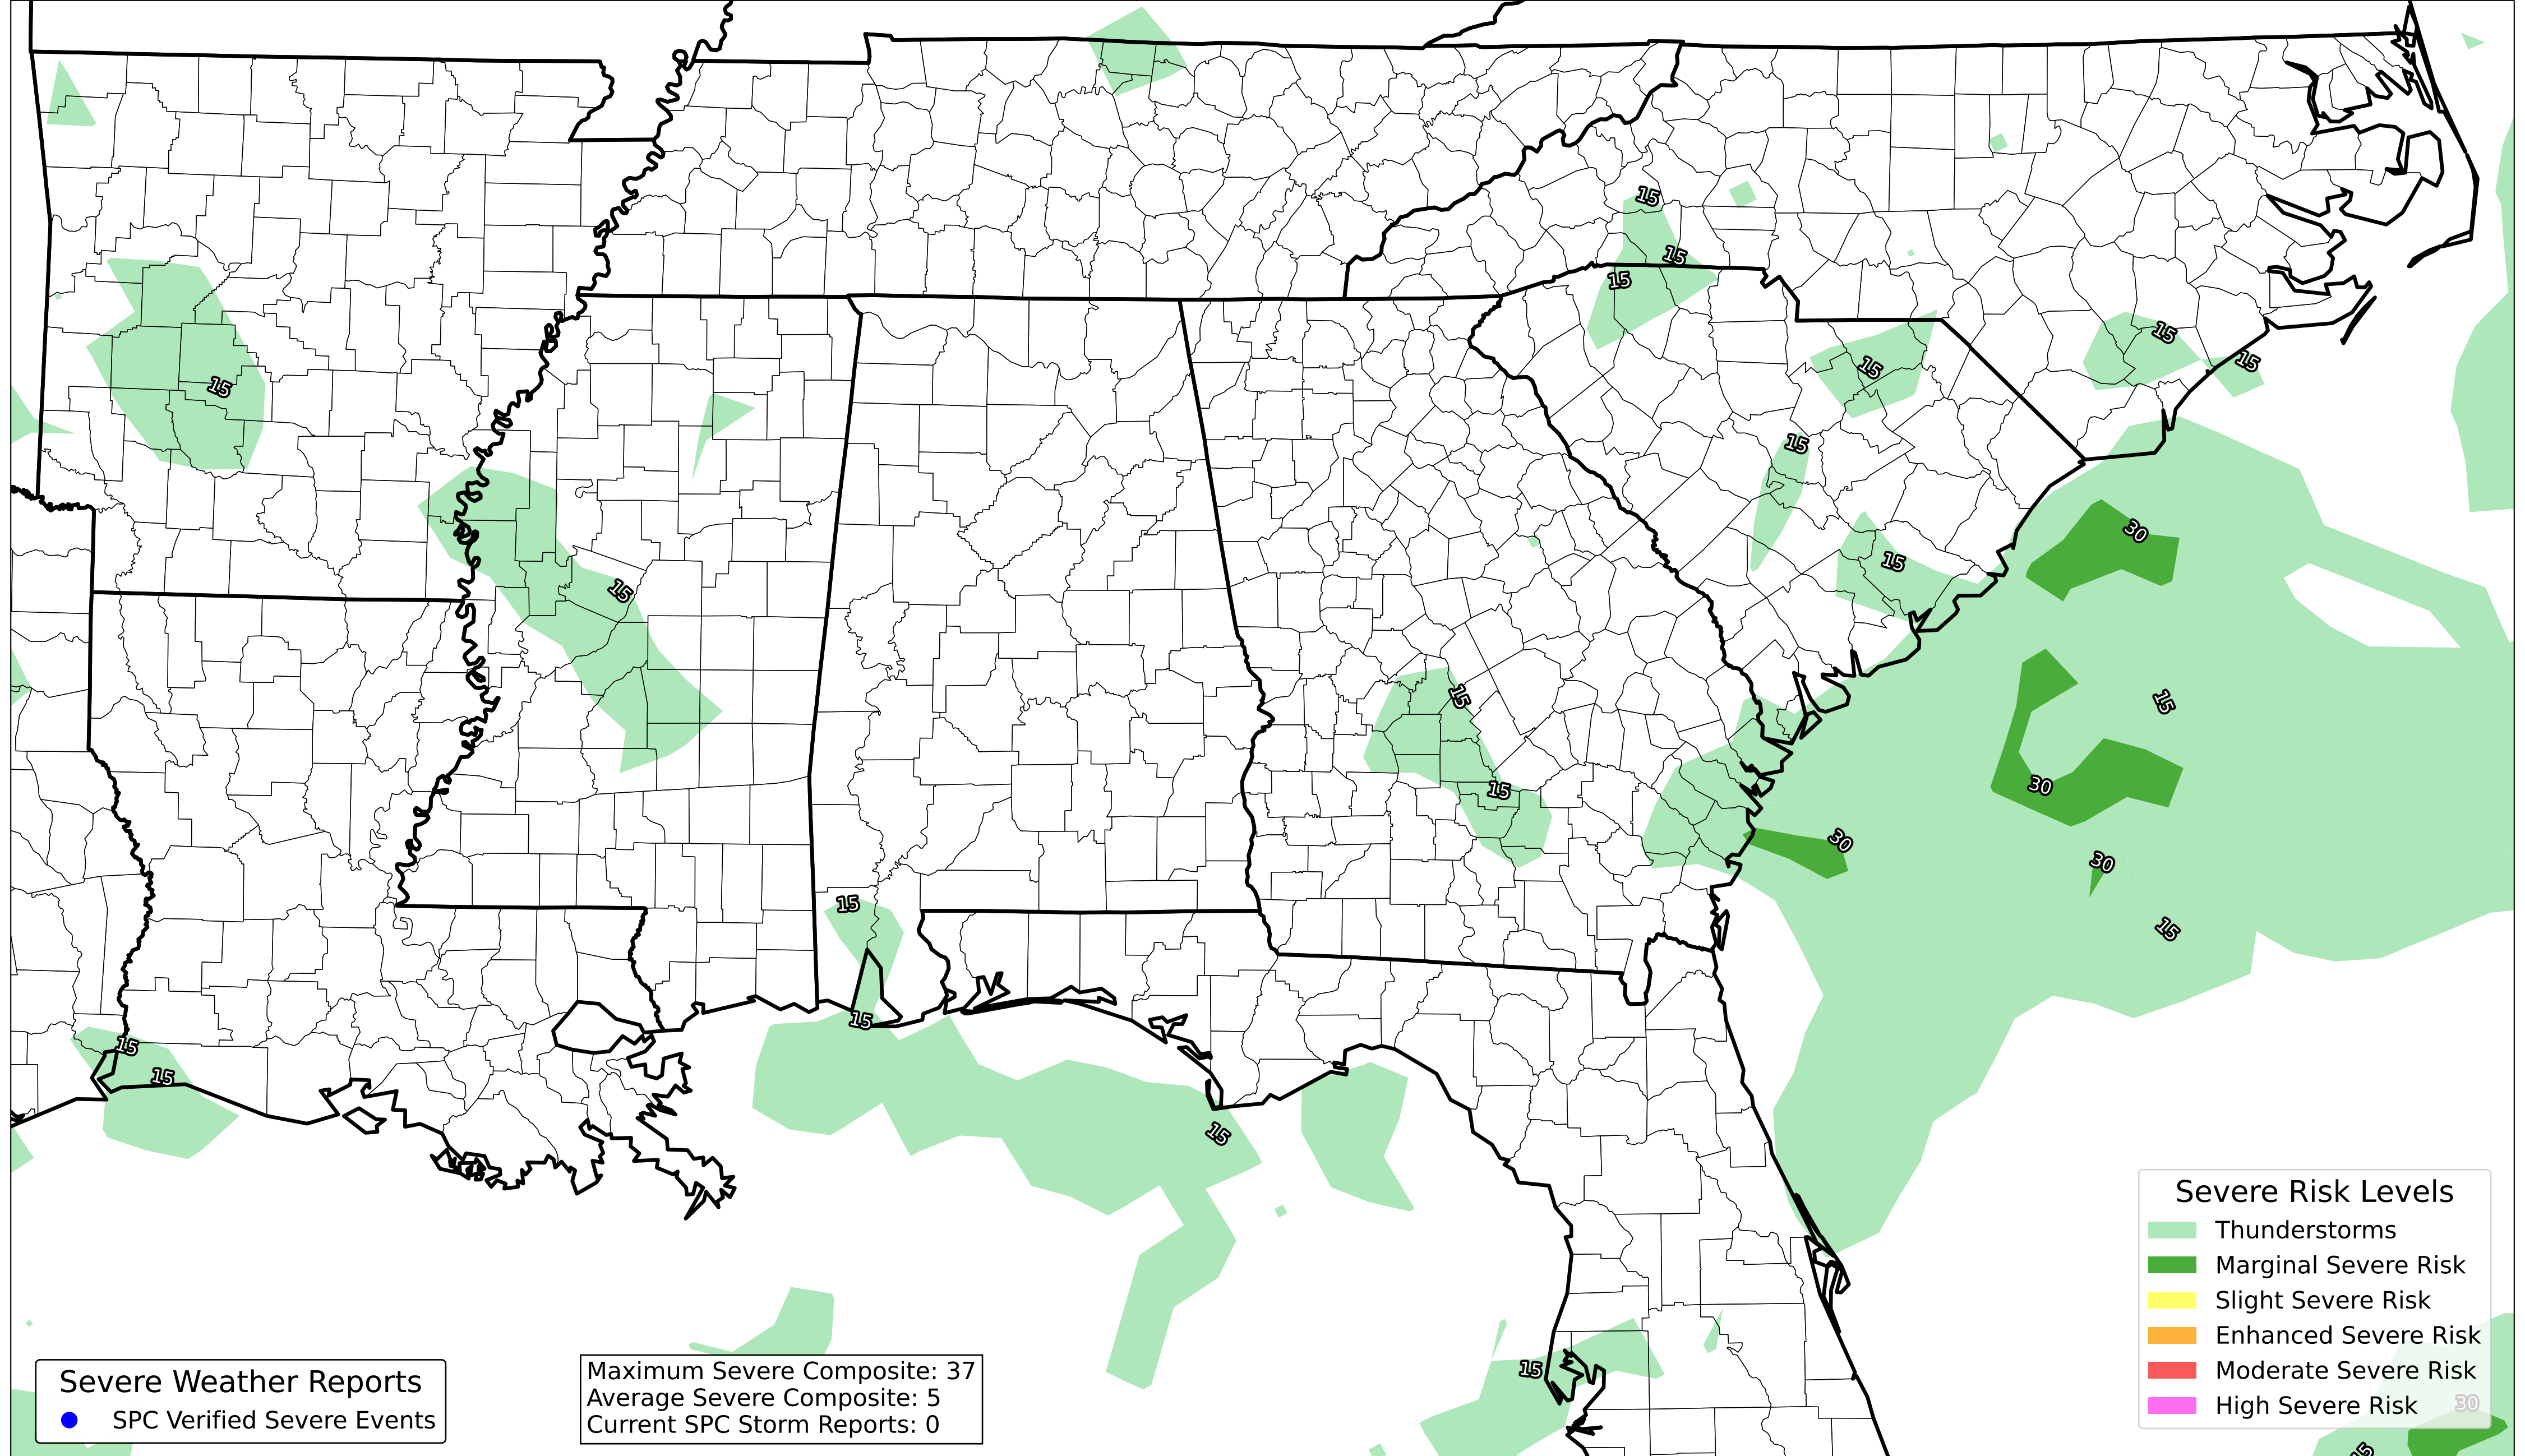 15
15
15
15
15
15
15
15
15
30
15
15
15
15
15
30
15
30
30
15
15
15
15
15
15
Severe Risk Levels
Thunderstorms
Marginal Severe Risk
Slight Severe Risk
Enhanced Severe Risk
Moderate Severe Risk
High Severe Risk
30
15
Severe Weather Reports
SPC Verified Severe Events
Maximum Severe Composite: 37
Average Severe Composite: 5
Current SPC Storm Reports: 0